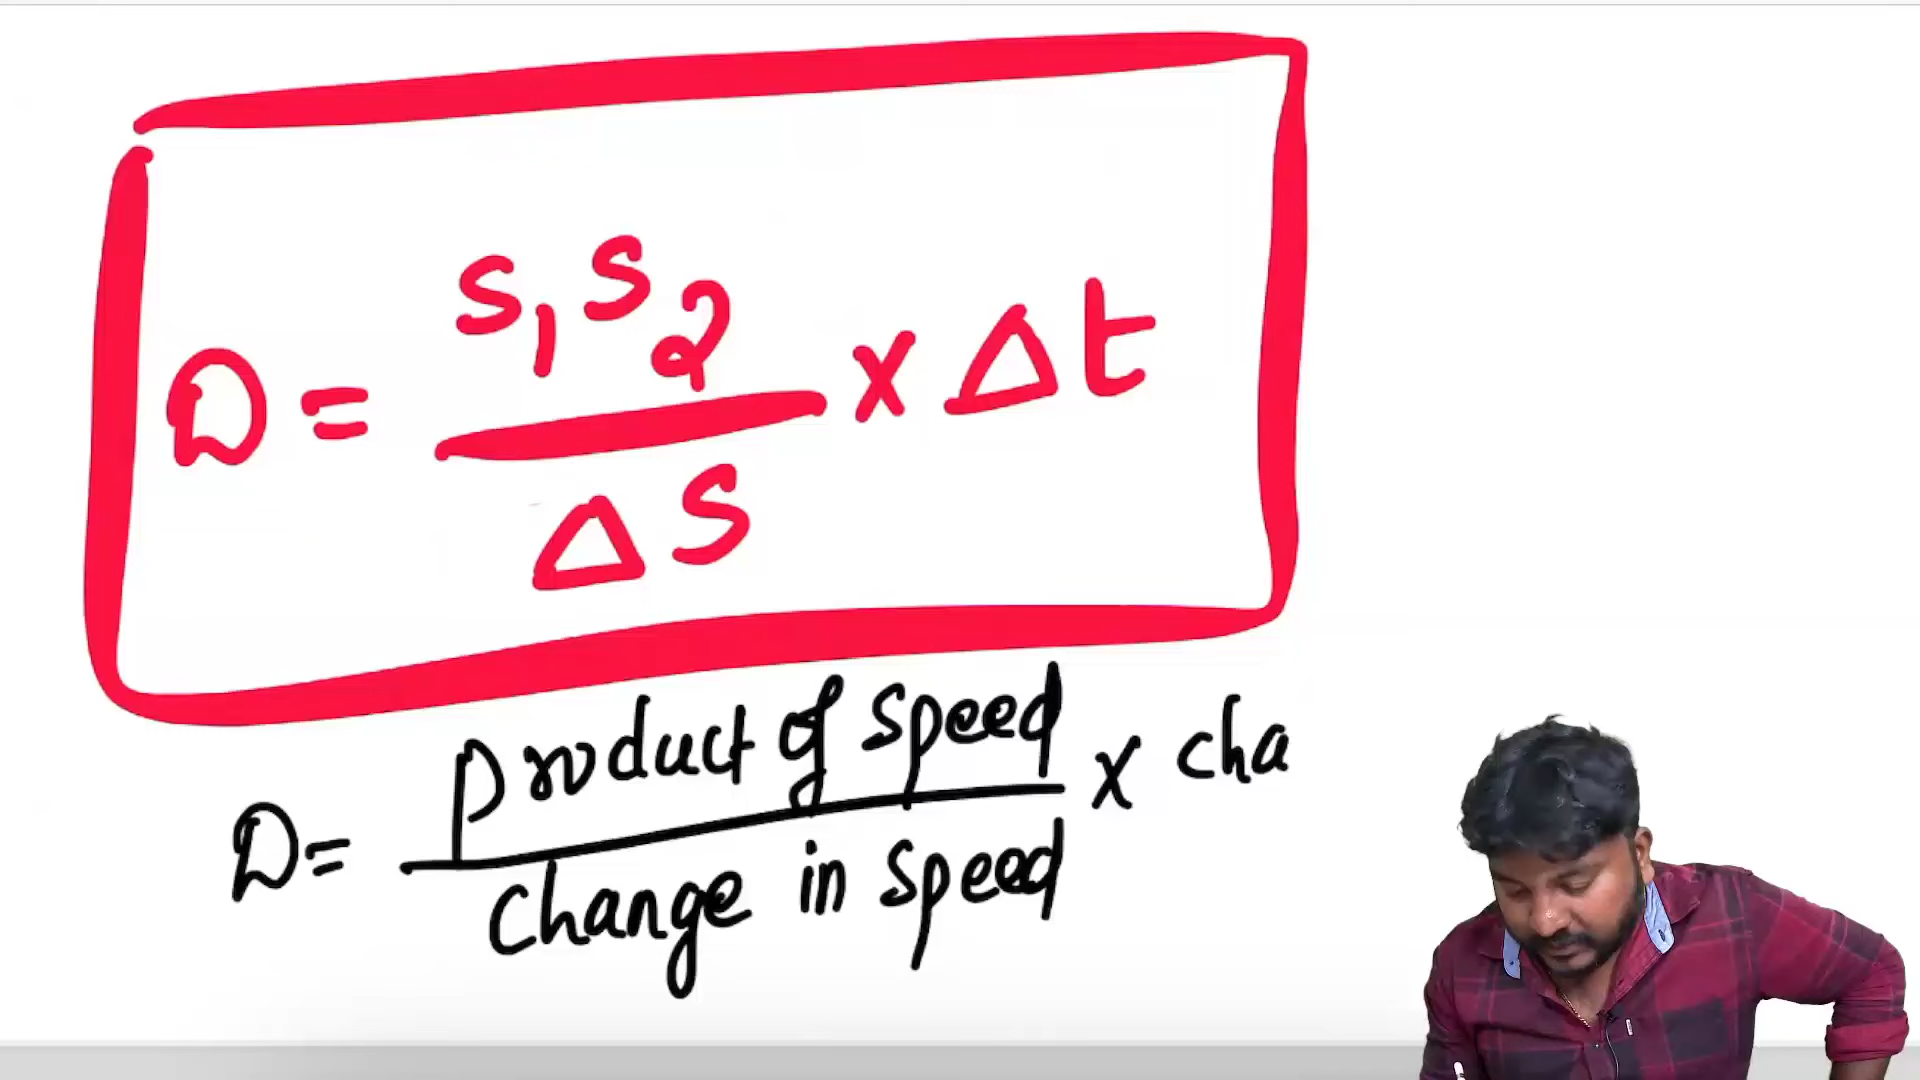 D = s₁s₂ / Δs × Δt
D = product of speed / change in speed × cha